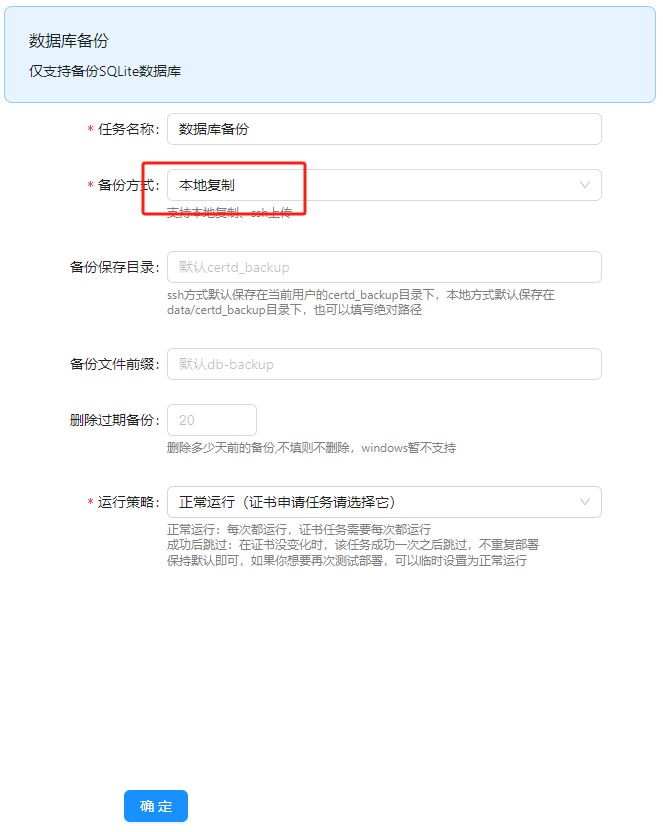 数据库备份
仅支持备份SQLite数据库
* 任务名称: 数据库备份
* 备份方式: 本地复制
支持本地复制、ssh上传
备份保存目录: 默认certd_backup
ssh方式默认保存在当前用户的certd_backup目录下，本地方式默认保存在
data/certd_backup目录下，也可以填写绝对路径
备份文件前缀: 默认db-backup
删除过期备份: 20
删除多少天前的备份,不填则不删除，windows暂不支持
* 运行策略: 正常运行（证书申请任务请选择它）
正常运行：每次都运行，证书任务需要每次都运行
成功后跳过：在证书没变化时，该任务成功一次之后跳过，不重复部署
保持默认即可，如果你想要再次测试部署，可以临时设置为正常运行
确 定